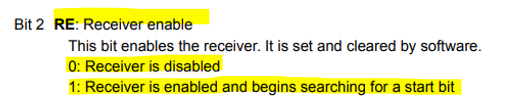 Bit 2 RE: Receiver enable
This bit enables the receiver. It is set and cleared by software.
0: Receiver is disabled
1: Receiver is enabled and begins searching for a start bit